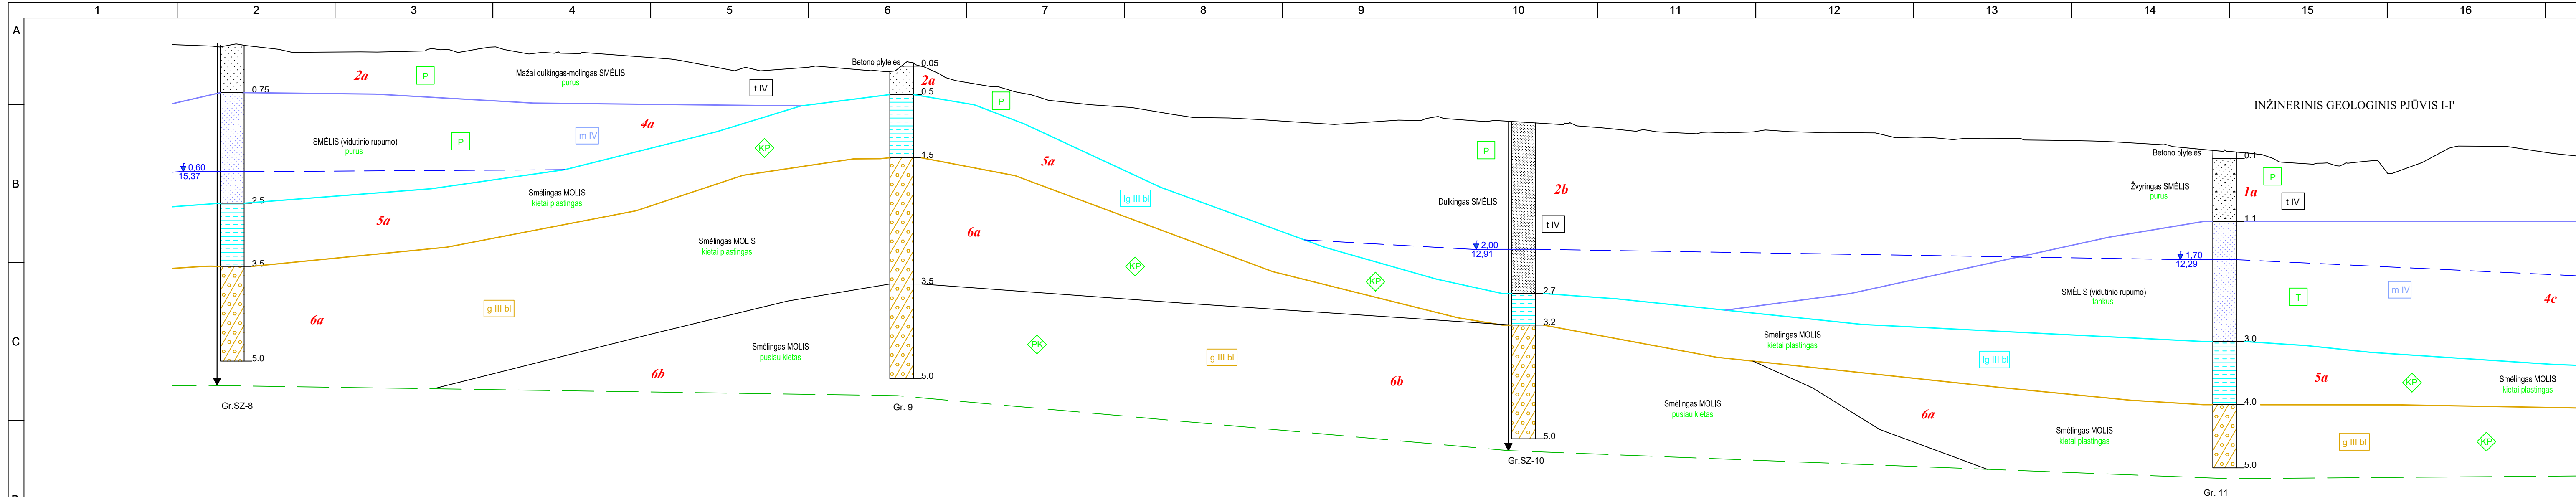 1 2 3 4 5 6 7 8 9 10 11 12 13 14 15 16
A
B
C
INŽINERINIS GEOLOGINIS PJŪVIS I-I'
2a
P
Mažai dulkingas-molingas SMĖLIS
purus
t IV
0.75
SMĖLIS (vidutinio rupumo)
purus
P
m IV
4a
KP
0,60
15,37
2.5
5a
Smėlingas MOLIS
kietai plastingas
3.5
6a
g III bl
Smėlingas MOLIS
kietai plastingas
5.0
Smėlingas MOLIS
pusiau kietas
6b
Gr.SZ-8
Betono plytelės
0.05
2a
0.5
P
1.5
5a
lg III bl
6a
KP
KP
3.5
PK
g III bl
5.0
6b
Gr. 9
P
2b
Dulkingas SMĖLIS
t IV
2,00
12,91
2.7
3.2
5.0
Gr.SZ-10
Smėlingas MOLIS
kietai plastingas
Smėlingas MOLIS
pusiau kietas
lg III bl
6a
Betono plytelės
0.1
Žvyringas SMĖLIS
purus
1a
P
t IV
1.1
1,70
12,29
SMĖLIS (vidutinio rupumo)
tankus
T
m IV
4c
3.0
5a
KP
Smėlingas MOLIS
kietai plastingas
4.0
Smėlingas MOLIS
kietai plastingas
g III bl
KP
5.0
Gr. 11